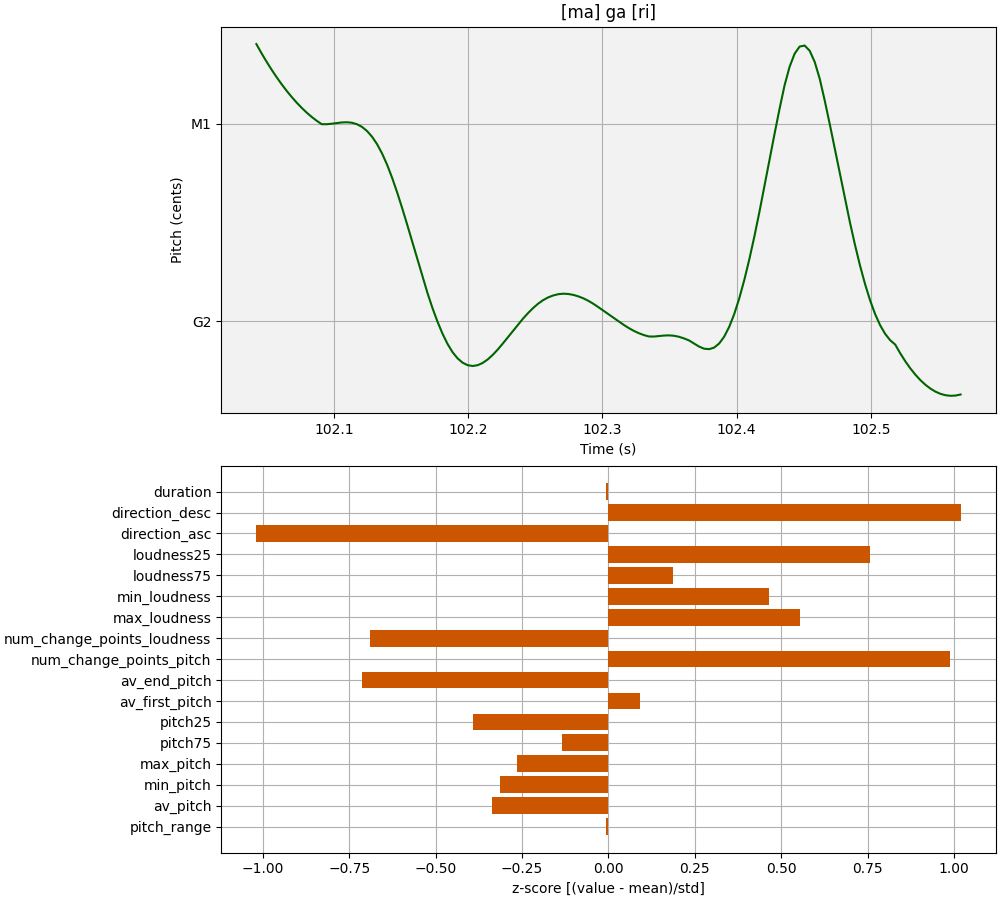 [ma] ga [ri]
M1
G2
Pitch (cents)
102.1 102.2 102.3 102.4 102.5
Time (s)
duration
direction_desc
direction_asc
loudness25
loudness75
min_loudness
max_loudness
num_change_points_loudness
num_change_points_pitch
av_end_pitch
av_first_pitch
pitch25
pitch75
max_pitch
min_pitch
av_pitch
pitch_range
−1.00 −0.75 −0.50 −0.25 0.00 0.25 0.50 0.75 1.00
z-score [(value - mean)/std]